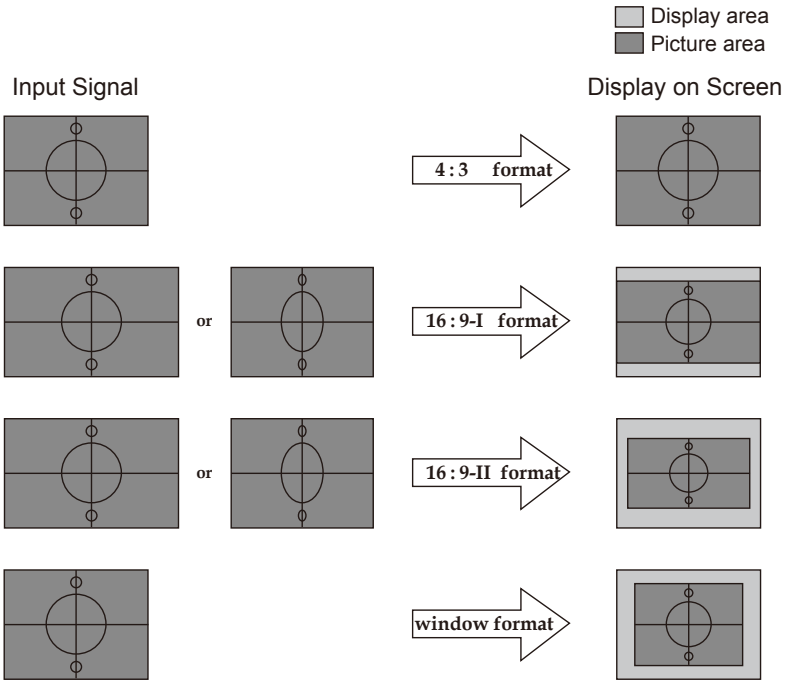 Display area
Picture area
Input Signal
Display on Screen
4 : 3 format
or
16 : 9-I format
or
16 : 9-II format
window format